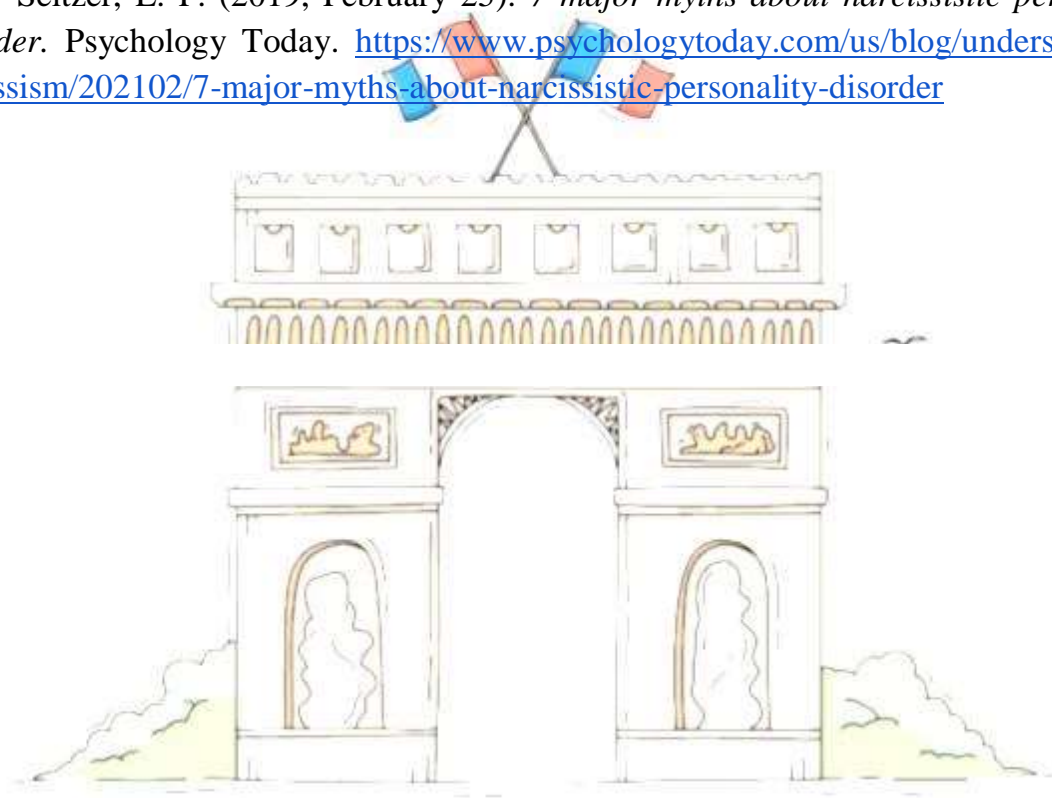 Seltzer, L. F. (2019, February 25). 7 major myths about narcissistic per
der. Psychology Today. https://www.psychologytoday.com/us/blog/unders
ssism/202102/7-major-myths-about-narcissistic-personality-disorder